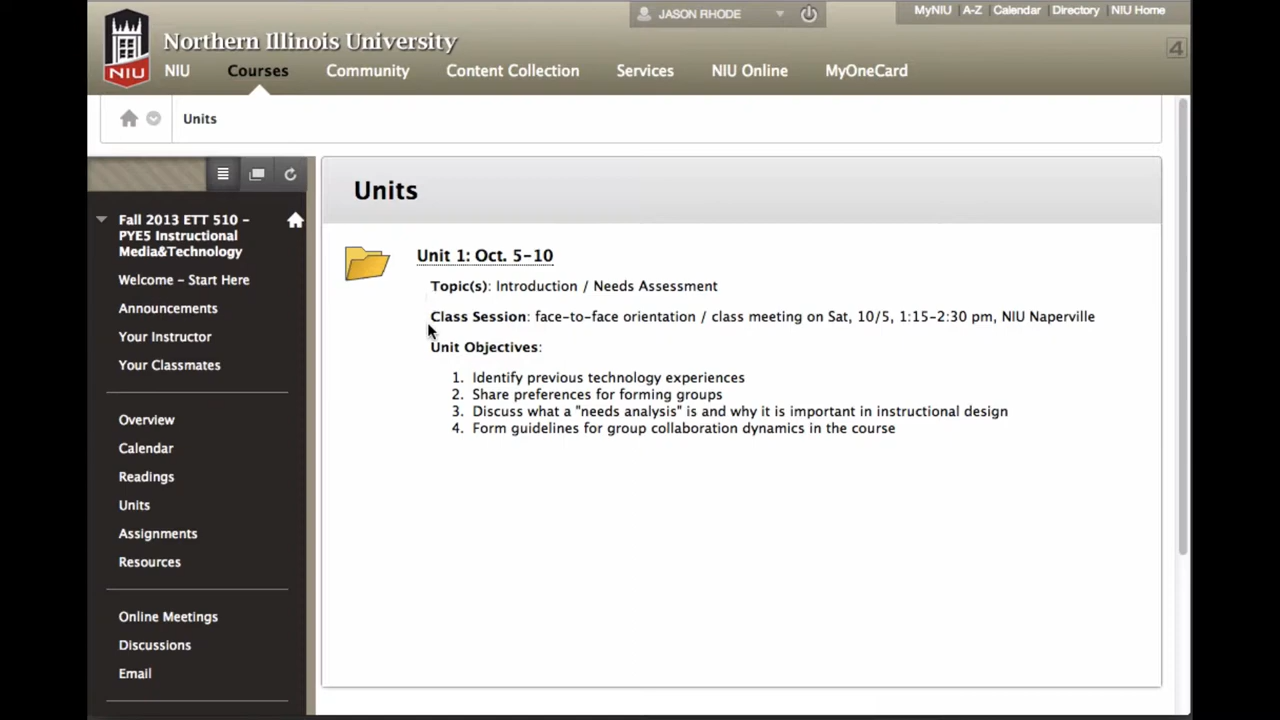 JASON RHODE
MyNIU A-Z Calendar Directory NIU Home
Northern Illinois University
4
NIU
NIU Courses Community Content Collection Services NIU Online MyOneCard
Units
Fall 2013 ETT 510 –
PYE5 Instructional
Media&Technology
Welcome – Start Here
Announcements
Your Instructor
Your Classmates
Overview
Calendar
Readings
Units
Assignments
Resources
Online Meetings
Discussions
Email
Units
Unit 1: Oct. 5–10
Topic(s): Introduction / Needs Assessment
Class Session: face-to-face orientation / class meeting on Sat, 10/5, 1:15–2:30 pm, NIU Naperville
Unit Objectives:
1. Identify previous technology experiences
2. Share preferences for forming groups
3. Discuss what a "needs analysis" is and why it is important in instructional design
4. Form guidelines for group collaboration dynamics in the course